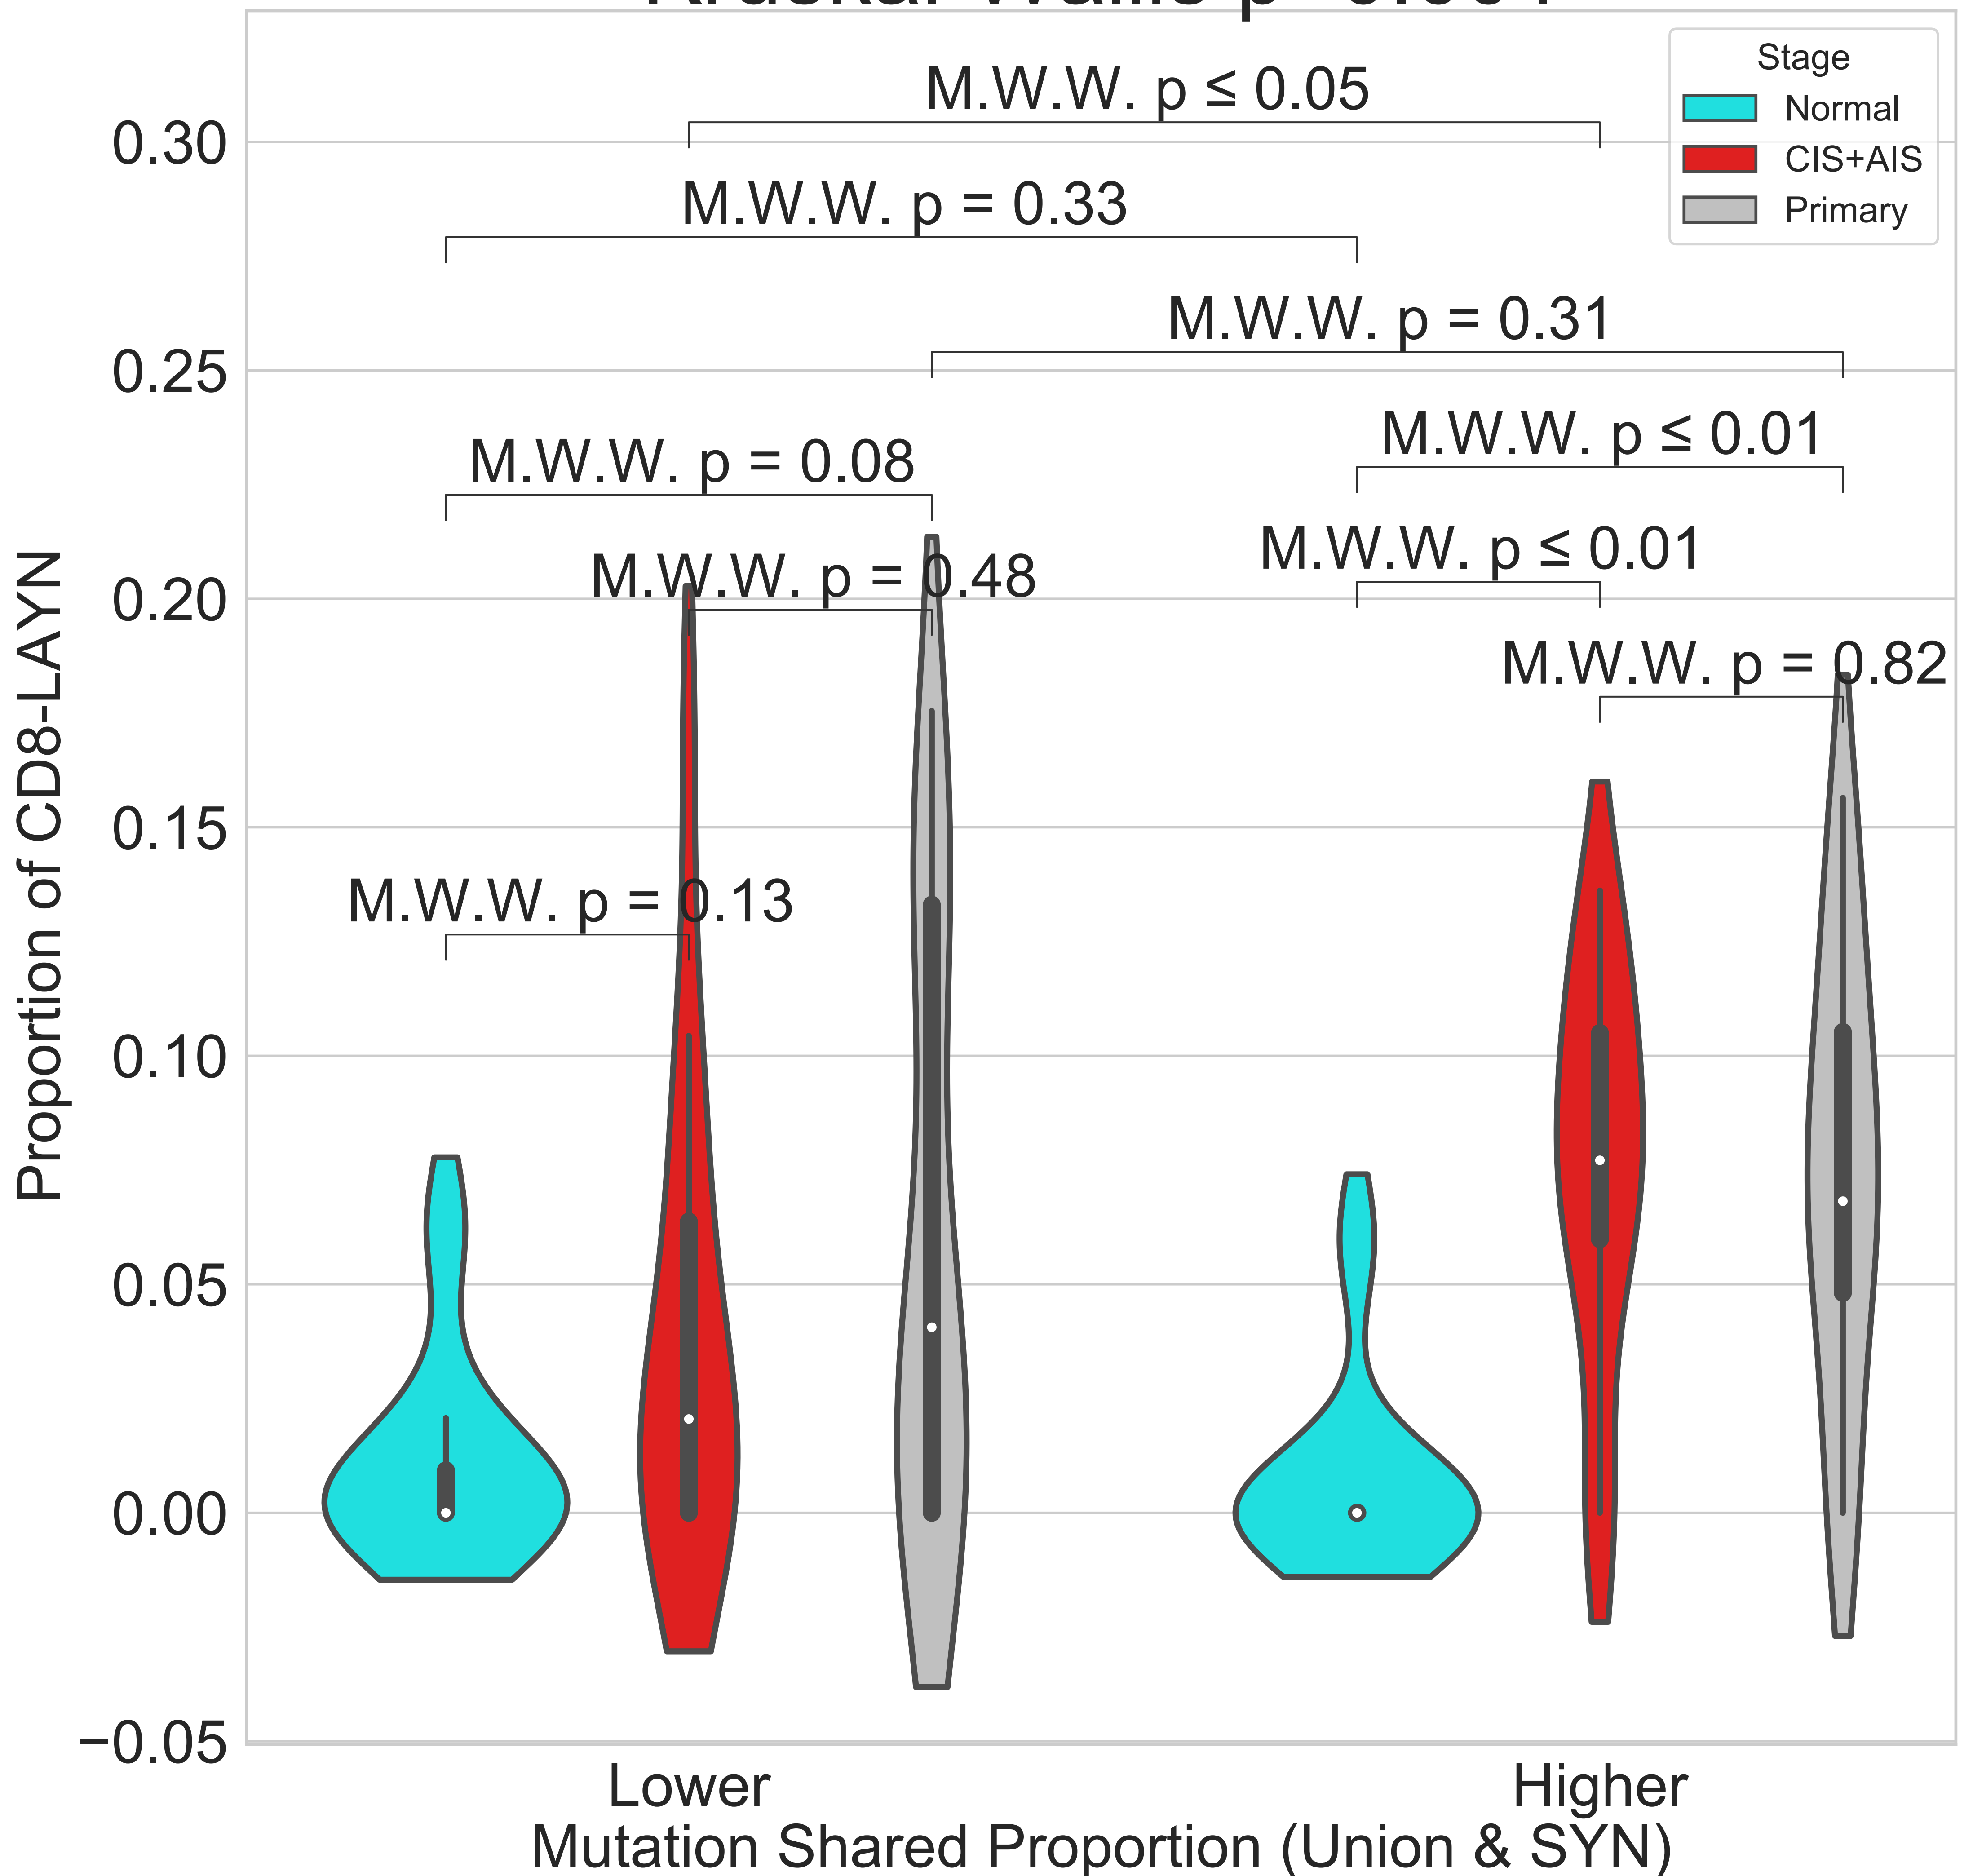 Stage
Normal
CIS+AIS
Primary
M.W.W. p ≤ 0.05
M.W.W. p = 0.33
M.W.W. p = 0.31
M.W.W. p ≤ 0.01
M.W.W. p = 0.08
M.W.W. p ≤ 0.01
M.W.W. p = 0.48
M.W.W. p = 0.82
M.W.W. p = 0.13
Proportion of CD8-LAYN
0.30
0.25
0.20
0.15
0.10
0.05
0.00
−0.05
Lower
Higher
Mutation Shared Proportion (Union & SYN)